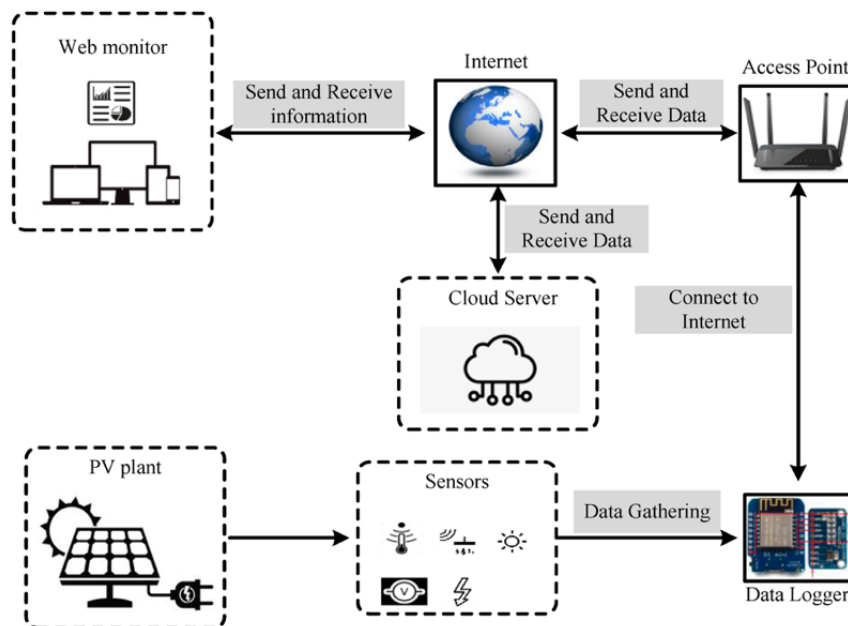 Web monitor
Send and Receive
information
Internet
Send and
Receive Data
Access Point
Send and
Receive Data
Cloud Server
Connect to
Internet
PV plant
Sensors
V
Data Gathering
Data Logger